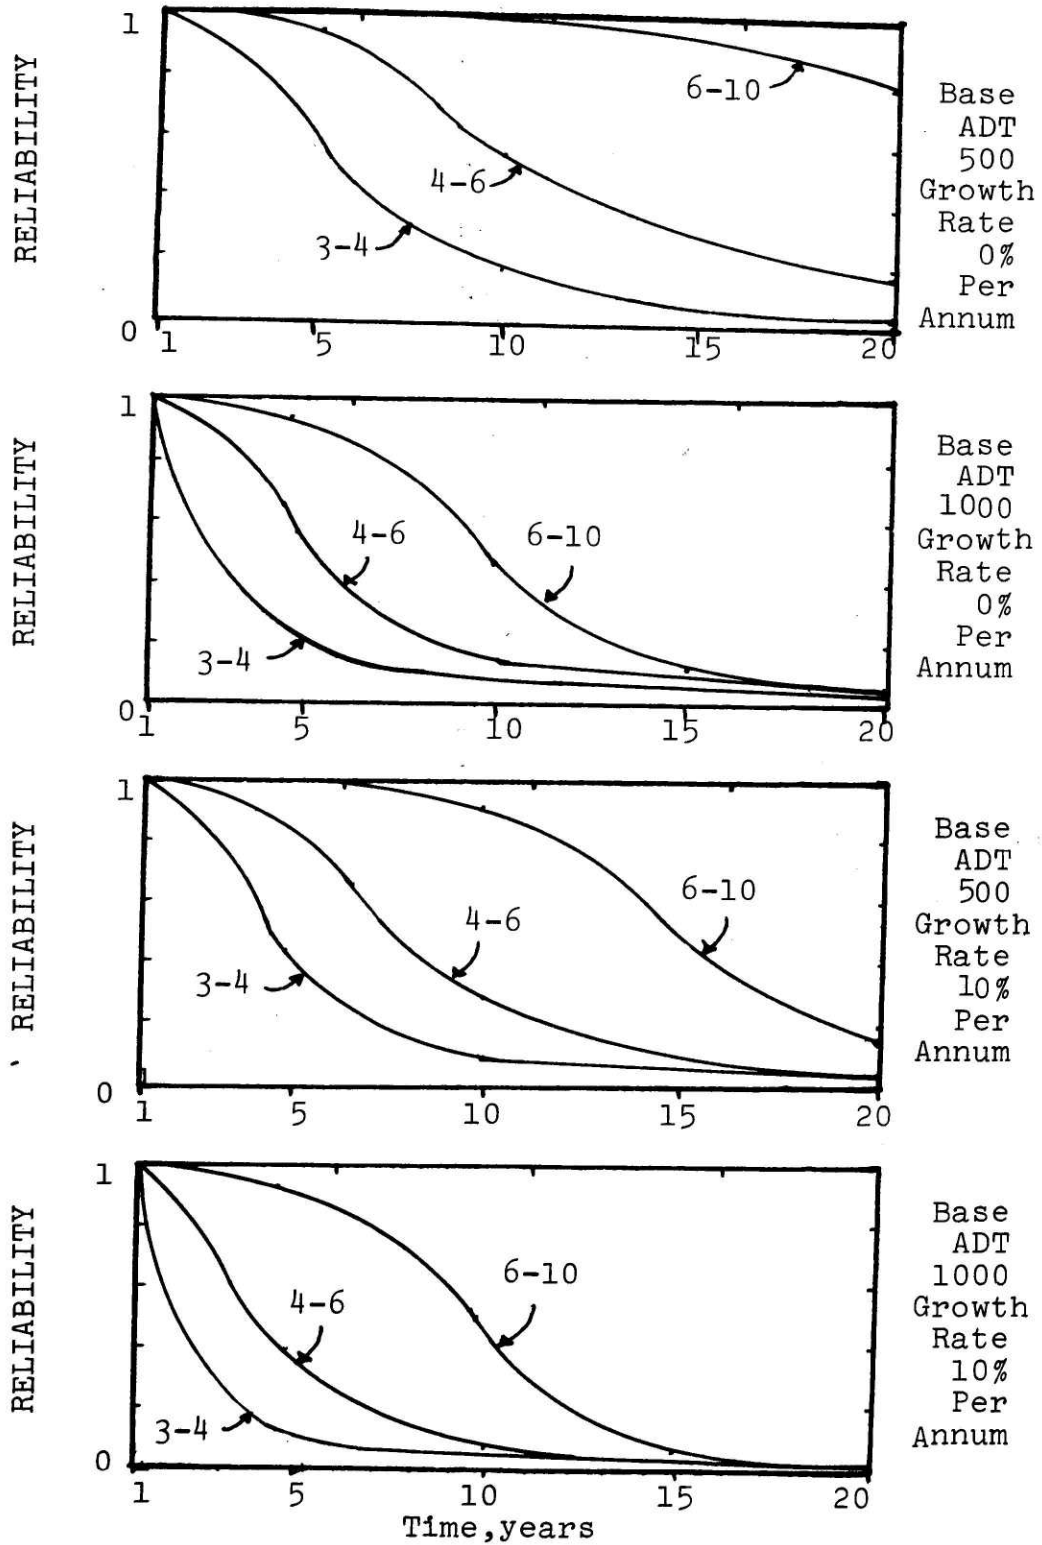 1
RELIABILITY
6-10
4-6
3-4
0
1 5 10 15 20
Base
ADT
500
Growth
Rate
0%
Per
Annum
1
RELIABILITY
4-6
6-10
3-4
0
1 5 10 15 20
Base
ADT
1000
Growth
Rate
0%
Per
Annum
1
RELIABILITY
6-10
4-6
3-4
0
1 5 10 15 20
Base
ADT
500
Growth
Rate
10%
Per
Annum
1
RELIABILITY
6-10
4-6
3-4
0
1 5 10 15 20
Base
ADT
1000
Growth
Rate
10%
Per
Annum
Time,years